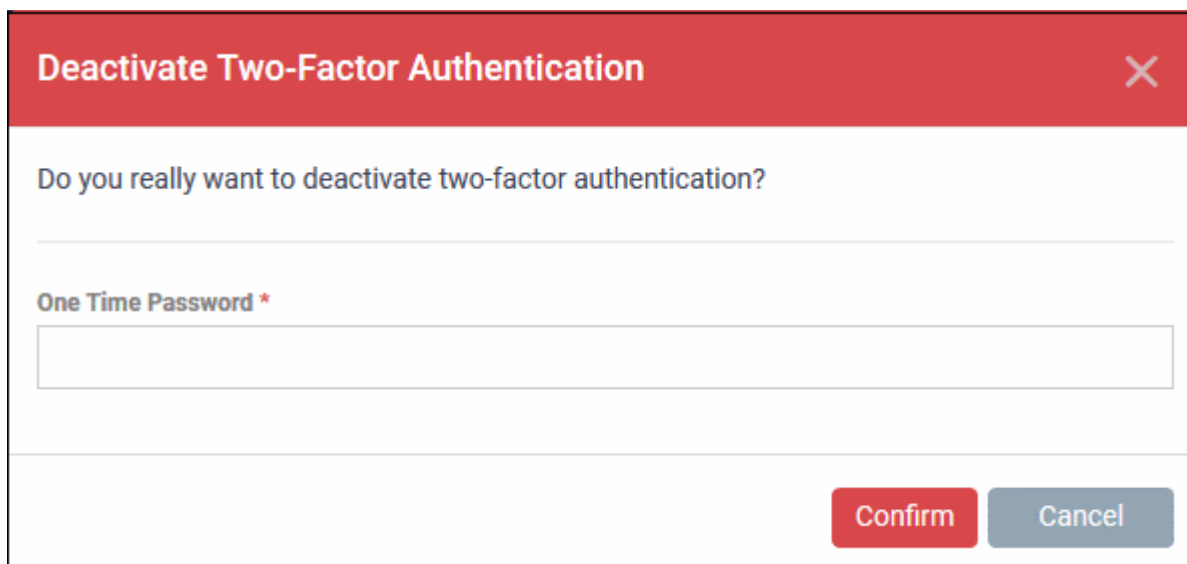 Deactivate Two-Factor Authentication
Do you really want to deactivate two-factor authentication?
One Time Password *
Confirm Cancel